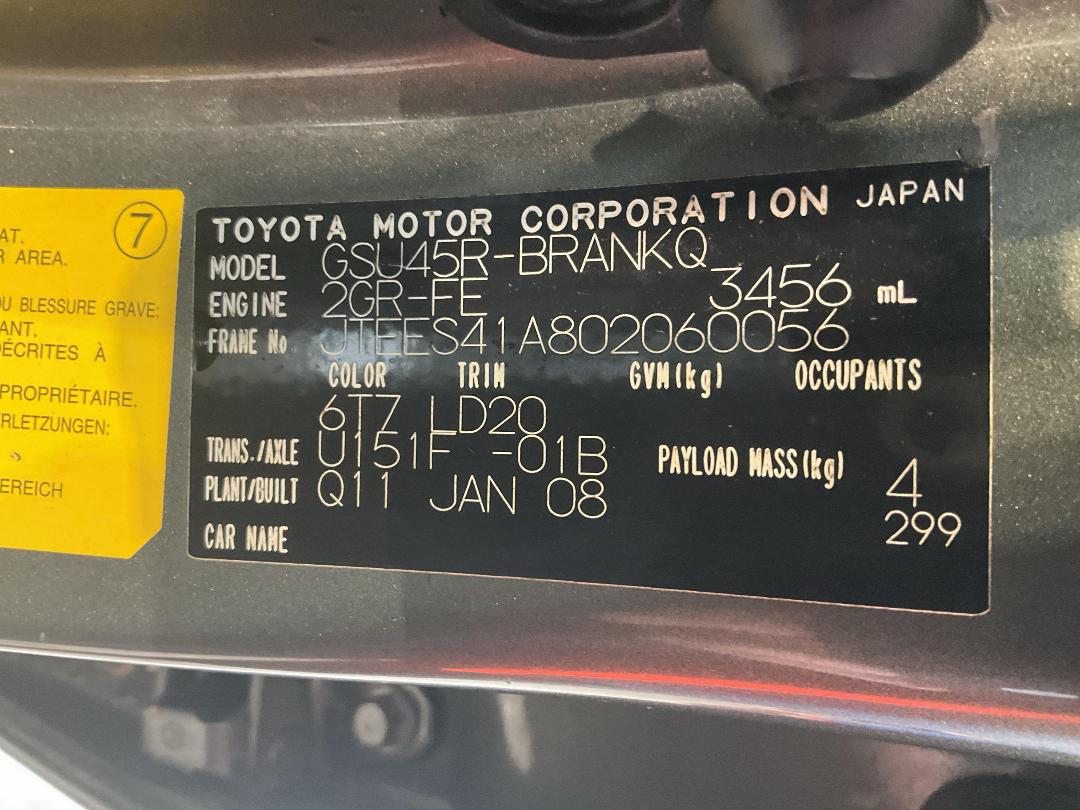 7
AT.
R AREA.
OU BLESSURE GRAVE:
ANT.
DÉCRITES À
PROPRIÉTAIRE.
RLETZUNGEN:
EREICH
TOYOTA MOTOR CORPORATION JAPAN
MODEL GSU45R-BRANKQ
ENGINE 2GR-FE 3456 mL
FRAME No JTEES41A802060056
COLOR TRIM GVM(kg) OCCUPANTS
6T7 LD20
TRANS./AXLE U151F -01B PAYLOAD MASS(kg) 4
PLANT/BUILT Q11 JAN 08 299
CAR NAME